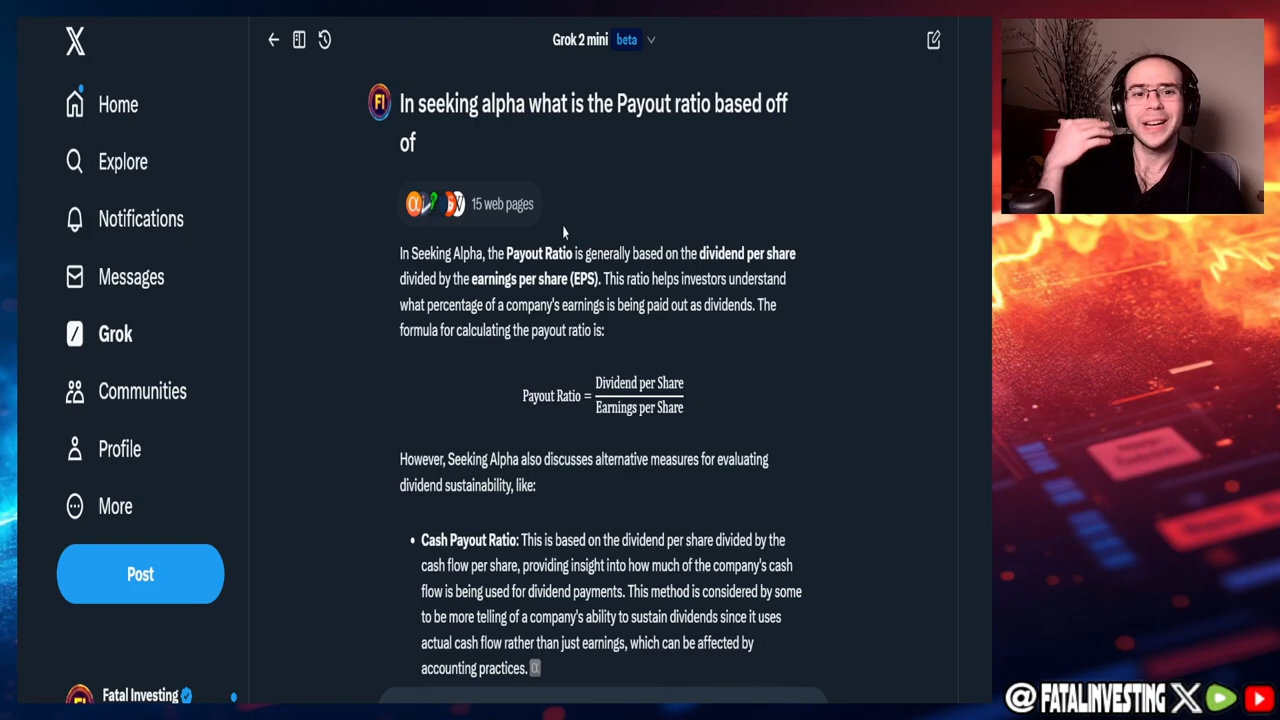 Grok 2 mini beta
Home
Explore
Notifications
Messages
Grok
Communities
Profile
More
Post
Fatal Investing
FI
In seeking alpha what is the Payout ratio based off
of
15 web pages
In Seeking Alpha, the Payout Ratio is generally based on the dividend per share
divided by the earnings per share (EPS). This ratio helps investors understand
what percentage of a company's earnings is being paid out as dividends. The
formula for calculating the payout ratio is:
Payout Ratio = Dividend per Share
Earnings per Share
However, Seeking Alpha also discusses alternative measures for evaluating
dividend sustainability, like:
• Cash Payout Ratio: This is based on the dividend per share divided by the
cash flow per share, providing insight into how much of the company's cash
flow is being used for dividend payments. This method is considered by some
to be more telling of a company's ability to sustain dividends since it uses
actual cash flow rather than just earnings, which can be affected by
accounting practices. α
@FATALINVESTING